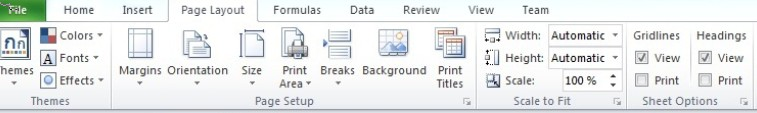 File Home Insert Page Layout Formulas Data Review View Team
Colors
Fonts
Effects
Themes
Margins
Orientation
Size
Print Area
Breaks
Background
Print Titles
Page Setup
Width: Automatic
Height: Automatic
Scale: 100 %
Scale to Fit
Gridlines
View
Print
Headings
View
Print
Sheet Options